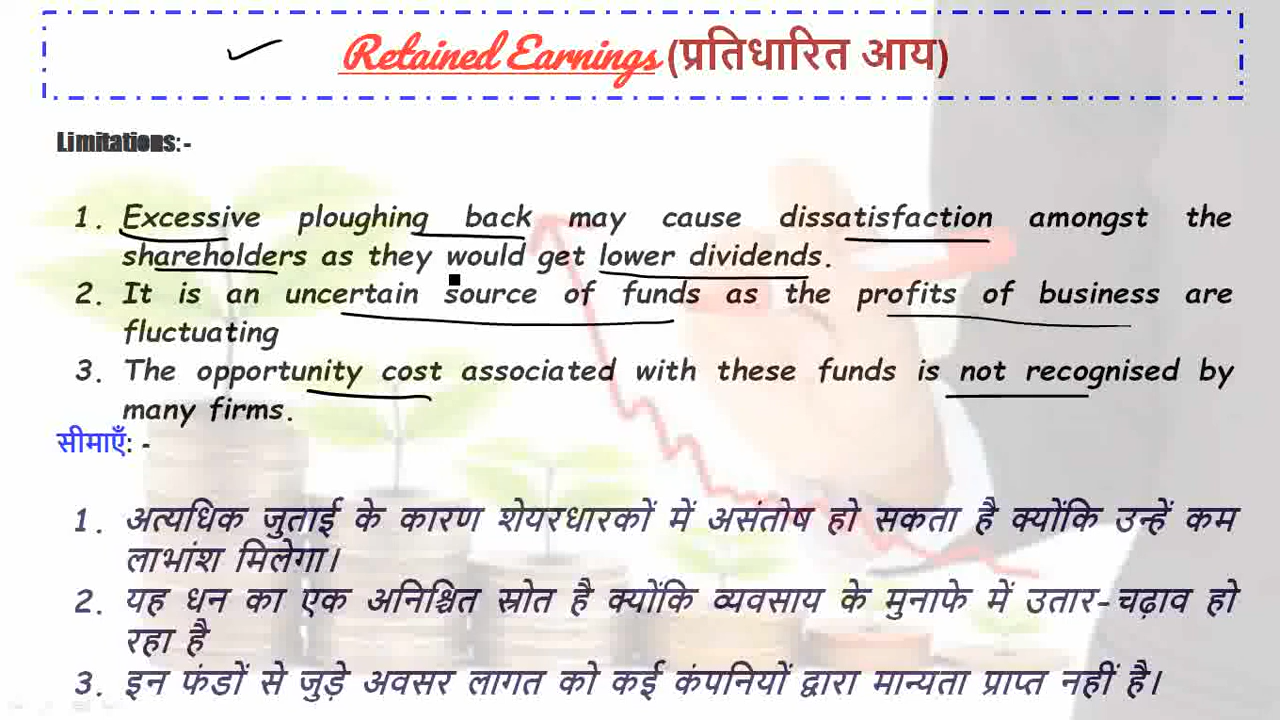 Retained Earnings (प्रतिधारित आय)
Limitations:-
1. Excessive ploughing back may cause dissatisfaction amongst the
shareholders as they would get lower dividends.
2. It is an uncertain source of funds as the profits of business are
fluctuating
3. The opportunity cost associated with these funds is not recognised by
many firms.
सीमाएँ: -
1. अत्यधिक जुताई के कारण शेयरधारकों में असंतोष हो सकता है क्योंकि उन्हें कम
लाभांश मिलेगा।
2. यह धन का एक अनिश्चित स्रोत है क्योंकि व्यवसाय के मुनाफे में उतार-चढ़ाव हो
रहा है
3. इन फंडों से जुड़े अवसर लागत को कई कंपनियों द्वारा मान्यता प्राप्त नहीं है।